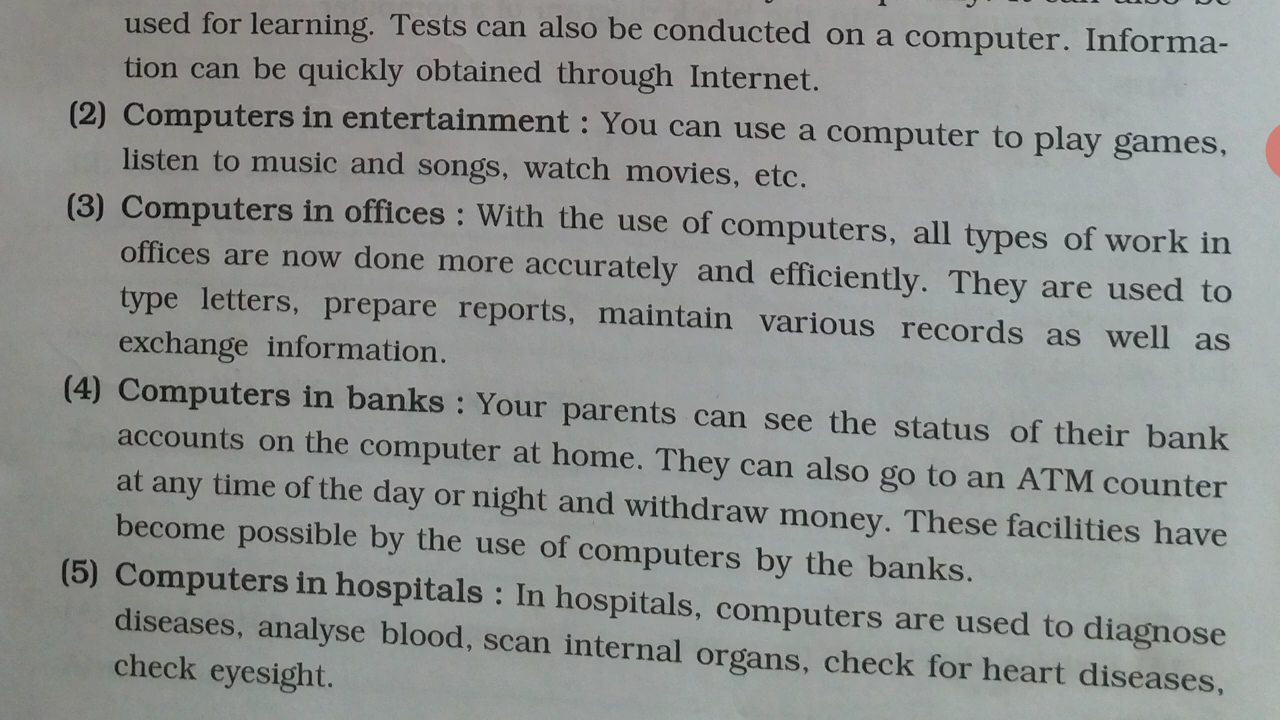 used for learning. Tests can also be conducted on a computer. Informa-
tion can be quickly obtained through Internet.
(2) Computers in entertainment : You can use a computer to play games,
listen to music and songs, watch movies, etc.
(3) Computers in offices : With the use of computers, all types of work in
offices are now done more accurately and efficiently. They are used to
type letters, prepare reports, maintain various records as well as
exchange information.
(4) Computers in banks : Your parents can see the status of their bank
accounts on the computer at home. They can also go to an ATM counter
at any time of the day or night and withdraw money. These facilities have
become possible by the use of computers by the banks.
(5) Computers in hospitals : In hospitals, computers are used to diagnose
diseases, analyse blood, scan internal organs, check for heart diseases,
check eyesight.